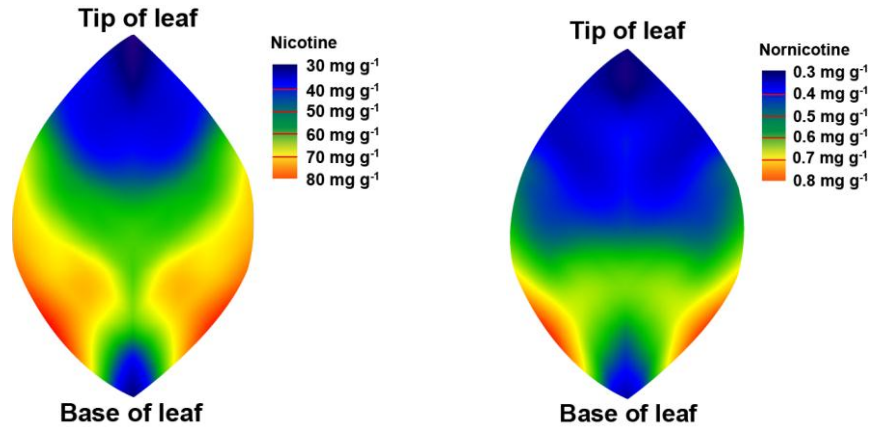 Tip of leaf
Nicotine
30 mg g⁻¹
40 mg g⁻¹
50 mg g⁻¹
60 mg g⁻¹
70 mg g⁻¹
80 mg g⁻¹
Base of leaf
Tip of leaf
Nornicotine
0.3 mg g⁻¹
0.4 mg g⁻¹
0.5 mg g⁻¹
0.6 mg g⁻¹
0.7 mg g⁻¹
0.8 mg g⁻¹
Base of leaf